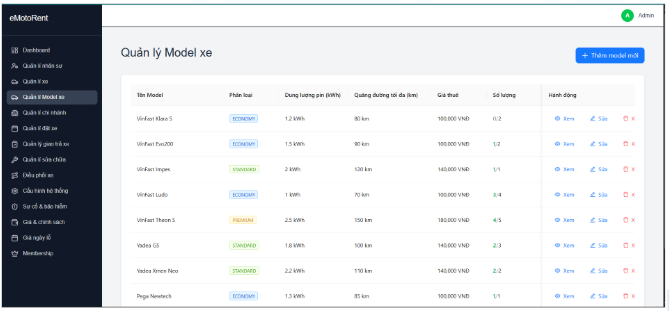 eMotoRent
A Admin
Dashboard
Quản lí nhân sự
Quản lí xe
Quản lí Model xe
Quản lí chi nhánh
Quản lí đặt xe
Quản lý giao trả xe
Quản lí sửa chữa
Điều phối xe
Cấu hình hệ thống
Sự cố & bảo hiểm
Giá & chính sách
Giá ngày lễ
Membership
Quản lý Model xe
+ Thêm model mới
Tên Model Phân loại Dung lượng pin (kWh) Quãng đường tối đa (km) Giá thuê Số lượng Hành động
VinFast Klara S ECONOMY 1.2 kWh 80 km 100,000 VNĐ 0/2 Xem Sửa X
VinFast Evo200 ECONOMY 1.5 kWh 90 km 100,000 VNĐ 1/2 Xem Sửa X
VinFast Impes STANDARD 2 kWh 120 km 140,000 VNĐ 1/1 Xem Sửa X
VinFast Ludo ECONOMY 1 kWh 70 km 100,000 VNĐ 3/4 Xem Sửa X
VinFast Theon S PREMIUM 2.5 kWh 150 km 180,000 VNĐ 4/5 Xem Sửa X
Yadea G5 STANDARD 1.8 kWh 100 km 140,000 VNĐ 2/3 Xem Sửa X
Yadea Xmen Neo STANDARD 2.2 kWh 110 km 140,000 VNĐ 2/2 Xem Sửa X
Pega Newtech ECONOMY 1.3 kWh 85 km 100,000 VNĐ 1/1 Xem Sửa X